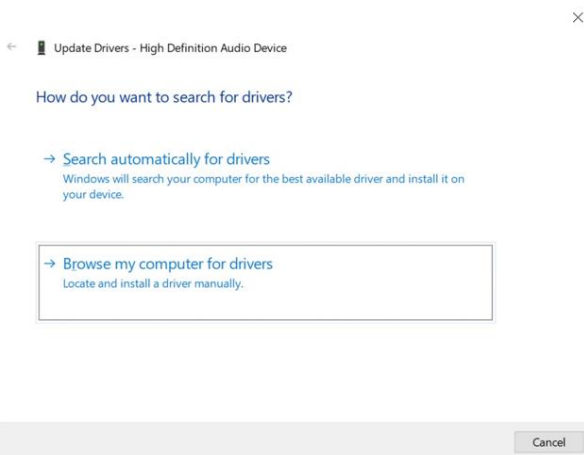 Update Drivers - High Definition Audio Device
How do you want to search for drivers?
→ Search automatically for drivers
Windows will search your computer for the best available driver and install it on
your device.
→ Browse my computer for drivers
Locate and install a driver manually.
Cancel